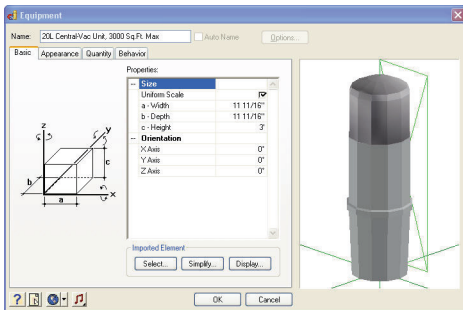 Equipment
Name: 20L Central-Vac Unit, 3000 Sq.Ft. Max Auto Name Options...
Basic Appearance Quantity Behavior
Properties:
Size
Uniform Scale
a - Width 11 11/16"
b - Depth 11 11/16"
c - Height 3'
Orientation
X Axis 0°
Y Axis 0°
Z Axis 0°
z
y
c
b
x
a
Imported Element
Select... Simplify... Display...
OK Cancel